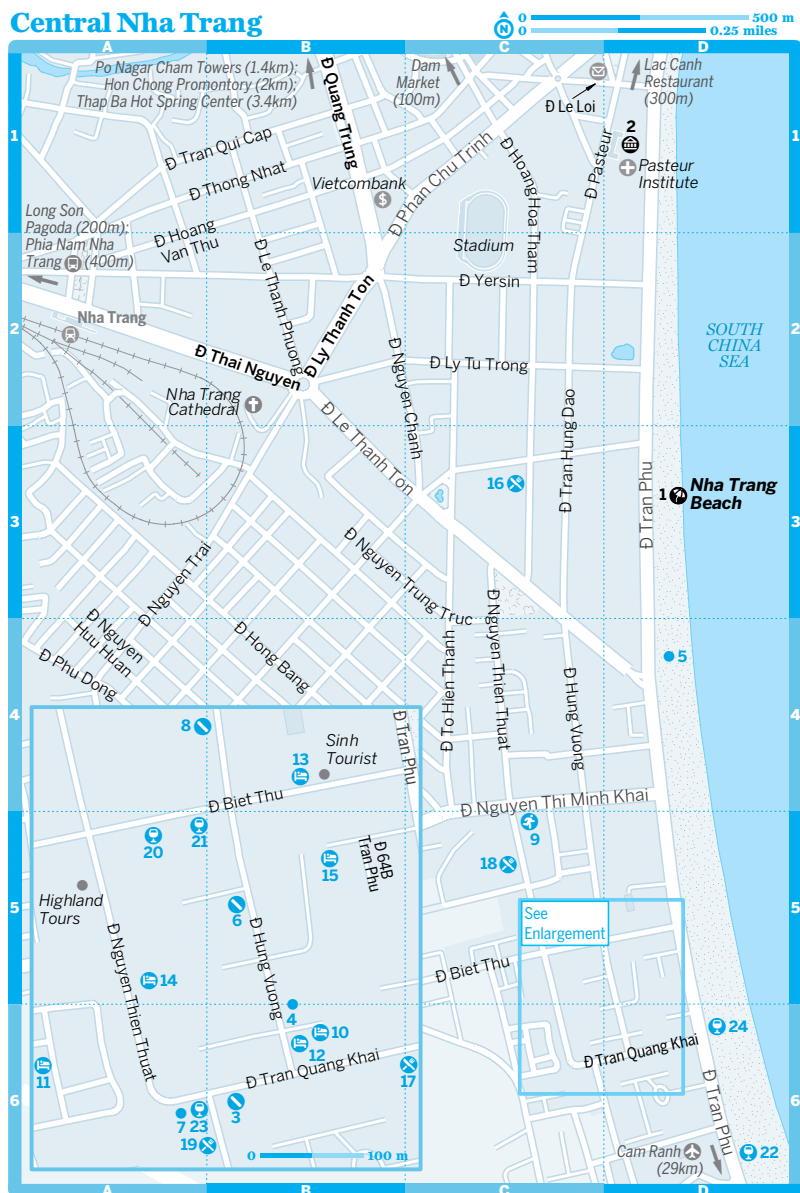 Central Nha Trang
N
0 500 m
0 0.25 miles
A B C D
Po Nagar Cham Towers (1.4km);
Hon Chong Promontory (2km);
Thap Ba Hot Spring Center (3.4km)
Đ Quang Trung
Dam
Market
(100m)
Lac Canh
Restaurant
(300m)
Đ Le Loi
1
1
2
Đ Tran Qui Cap
Đ Thong Nhat
Vietcombank
$
Đ Phan Chu Trinh
Đ Hoang Hoa Tham
Đ Pasteur
Pasteur
Institute
Long Son
Pagoda (200m);
Phia Nam Nha
Trang (400m)
Đ Hoang
Van Thu
Đ Le Thanh Phuong
Stadium
Đ Yersin
2
2
Nha Trang
Đ Thai Nguyen
Đ Ly Thanh Ton
Đ Nguyen Chanh
Đ Ly Tu Trong
SOUTH
CHINA
SEA
Nha Trang
Cathedral
Đ Le Thanh Ton
Đ Tran Hung Dao
16
Đ Tran Phu
1
Nha Trang
Beach
3
3
Đ Nguyen Trai
Đ Nguyen Trung Truc
Đ Nguyen
Huu Huan
Đ Phu Dong
Đ Hong Bang
Đ To Hien Thanh
Đ Nguyen Thien Thuat
Đ Hung Vuong
5
4
4
8
Sinh
Tourist
13
Đ Tran Phu
Đ Biet Thu
Đ Nguyen Thi Minh Khai
20
21
15
Đ 64B
Tran Phu
9
18
Highland
Tours
5
5
6
See
Enlargement
Đ Nguyen Thien Thuat
Đ Hung Vuong
14
Đ Biet Thu
4
10
12
24
11
Đ Tran Quang Khai
17
Đ Tran Quang Khai
6
6
7
23
3
19
0 100 m
Đ Tran Phu
Cam Ranh
(29km)
22
A B C D